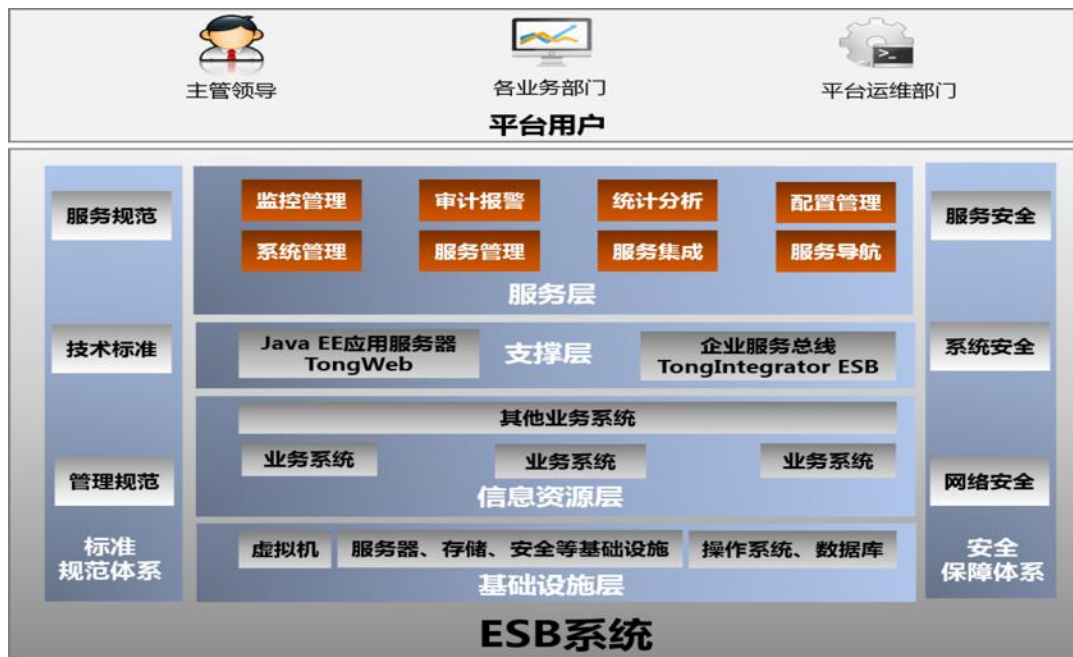 主管领导
各业务部门
平台运维部门
平台用户
服务规范
技术标准
管理规范
标准
规范体系
监控管理
审计报警
统计分析
配置管理
系统管理
服务管理
服务集成
服务导航
服务层
Java EE应用服务器
TongWeb
支撑层
企业服务总线
TongIntegrator ESB
其他业务系统
业务系统
业务系统
业务系统
信息资源层
虚拟机
服务器、存储、安全等基础设施
操作系统、数据库
基础设施层
服务安全
系统安全
网络安全
安全
保障体系
ESB系统